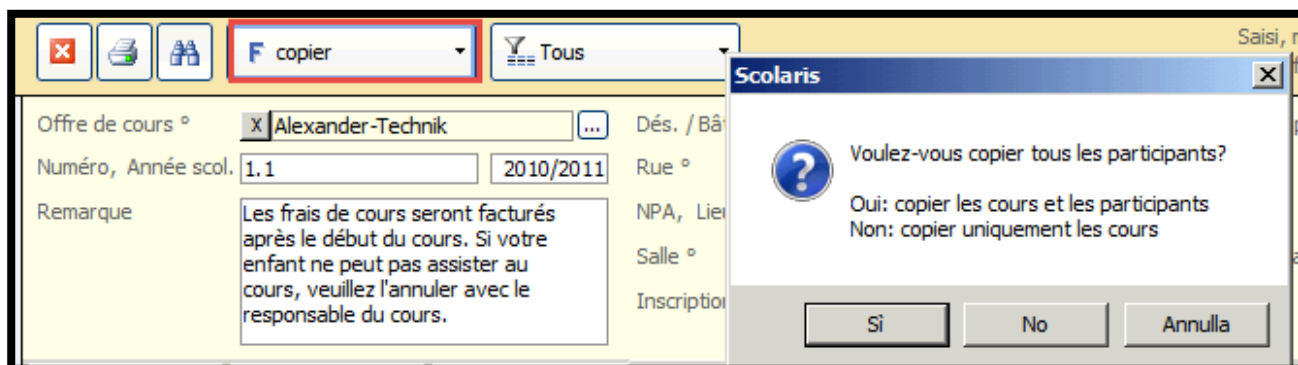 F copier
Tous
Saisi,
Scolaris
Offre de cours °
X Alexander-Technik
...
Dés. / Bâ
Numéro, Année scol.
1.1
2010/2011
Rue °
Remarque
Les frais de cours seront facturés
après le début du cours. Si votre
enfant ne peut pas assister au
cours, veuillez l'annuler avec le
responsable du cours.
NPA, Lie
Salle °
Inscription
Voulez-vous copier tous les participants?
Oui: copier les cours et les participants
Non: copier uniquement les cours
Sì
No
Annulla